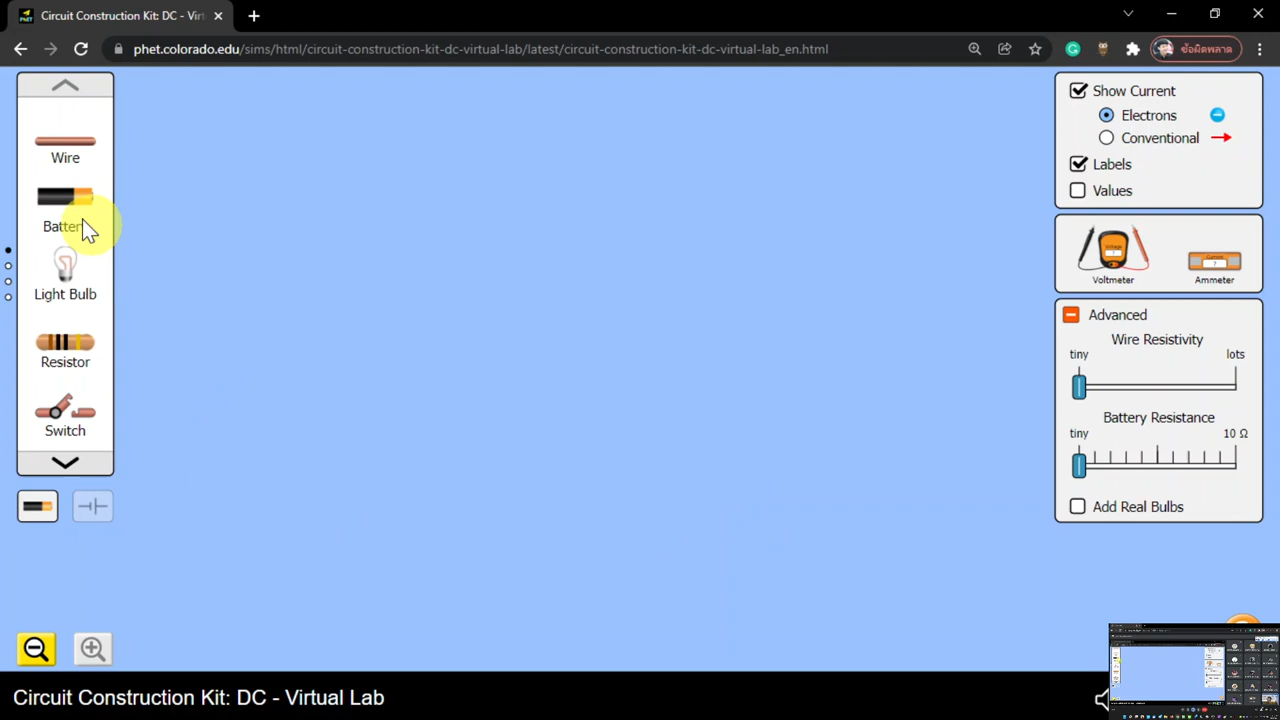 Circuit Construction Kit: DC - Virt
phet.colorado.edu/sims/html/circuit-construction-kit-dc-virtual-lab/latest/circuit-construction-kit-dc-virtual-lab_en.html
ข้อผิดพลาด
Wire
Battery
Light Bulb
Resistor
Switch
Show Current
Electrons
Conventional
Labels
Values
Voltage
?
Voltmeter
Current
?
Ammeter
Advanced
Wire Resistivity
tiny
lots
Battery Resistance
tiny
10 Ω
Add Real Bulbs
Circuit Construction Kit: DC - Virtual Lab